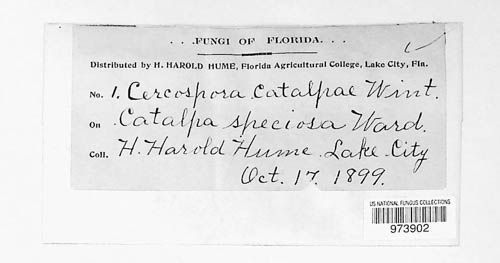 . . .FUNGI OF FLORIDA. . .
Distributed by H. HAROLD HUME, Florida Agricultural College, Lake City, Fla.
No. 1. Cercospora Catalpae Wint.
On Catalpa speciosa Ward.
Coll. H. Harold Hume. Lake City
Oct. 17. 1899.
US NATIONAL FUNGUS COLLECTIONS
973902